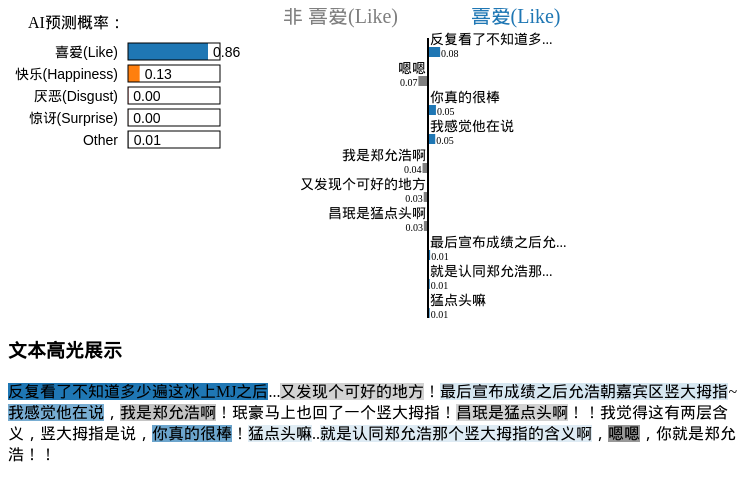 AI预测概率：
喜爱(Like) 0.86
快乐(Happiness) 0.13
厌恶(Disgust) 0.00
惊讶(Surprise) 0.00
Other 0.01
非 喜爱(Like) 喜爱(Like)
反复看了不知道多...
0.08
嗯嗯
0.07
你真的很棒
0.05
我感觉他在说
0.05
我是郑允浩啊
0.04
又发现个可好的地方
0.03
昌珉是猛点头啊
0.03
最后宣布成绩之后允...
0.01
就是认同郑允浩那...
0.01
猛点头嘛
0.01
文本高光展示
反复看了不知道多少遍这冰上MJ之后...又发现个可好的地方！最后宣布成绩之后允浩朝嘉宾区竖大拇指~
我感觉他在说，我是郑允浩啊！珉豪马上也回了一个竖大拇指！昌珉是猛点头啊！！我觉得这有两层含
义，竖大拇指是说，你真的很棒！猛点头嘛..就是认同郑允浩那个竖大拇指的含义啊，嗯嗯，你就是郑允
浩！！